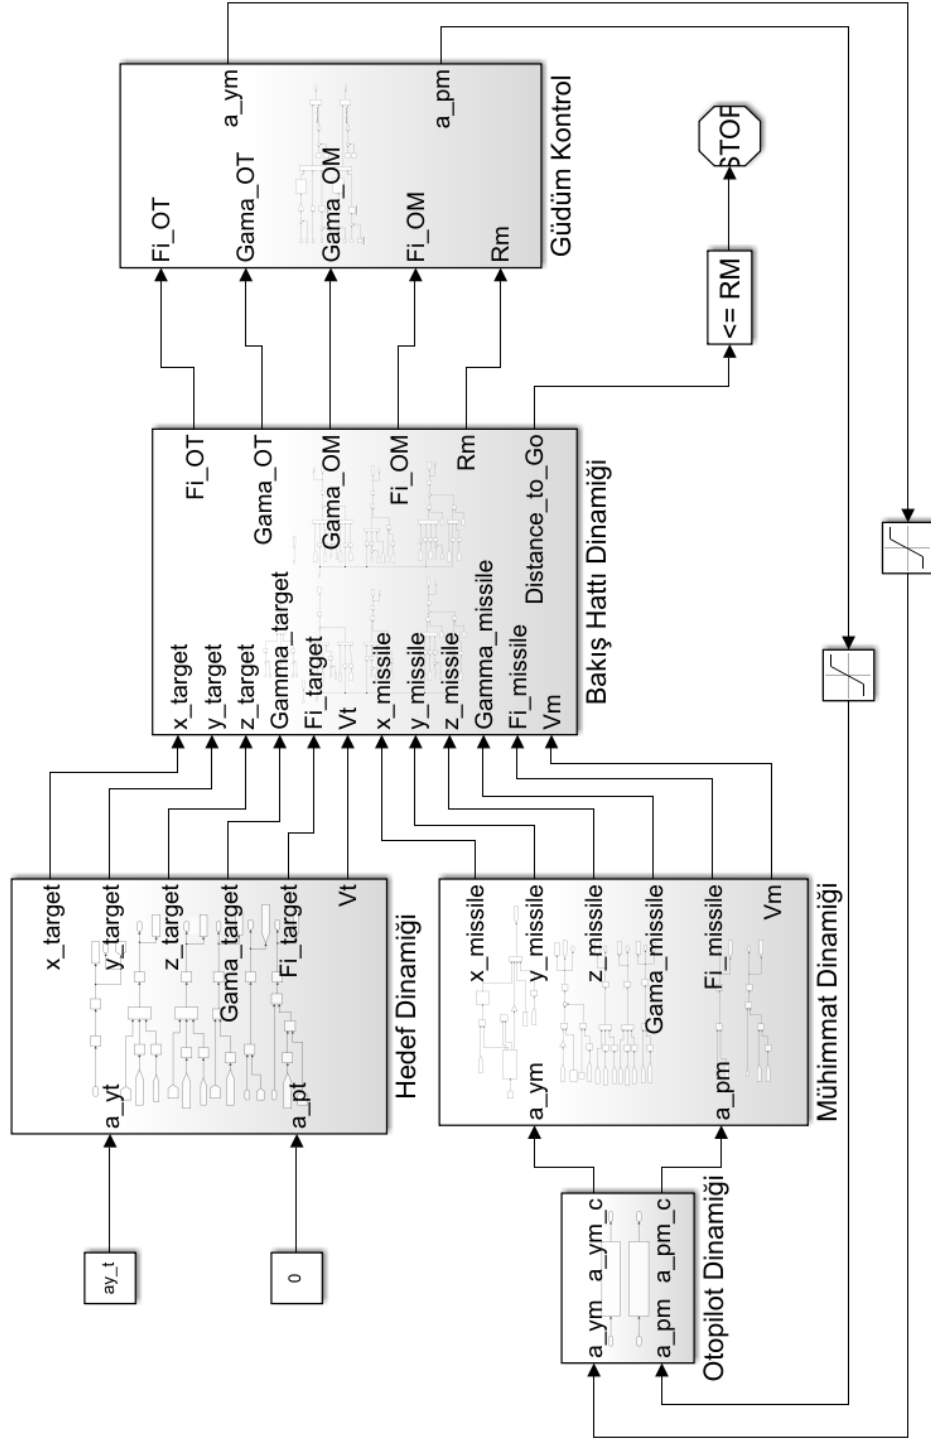 ay_t
0
a_yt
a_pt
x_target
y_target
z_target
Gama_target
Fi_target
Vt
Hedef Dinamiği
a_ym
a_pm
a_ym_c
a_pm_c
Otopilot Dinamiği
a_ym
a_pm
x_missile
y_missile
z_missile
Gama_missile
Fi_missile
Vm
Mühimmat Dinamiği
x_target
y_target
z_target
Gamma_target
Fi_target
Vt
x_missile
y_missile
z_missile
Gamma_missile
Fi_missile
Vm
Fi_OT
Gama_OT
Gama_OM
Fi_OM
Rm
Distance_to_Go
Bakış Hattı Dinamiği
Fi_OT
Gama_OT
Gama_OM
Fi_OM
Rm
a_ym
a_pm
Güdüm Kontrol
<= RM
STOP